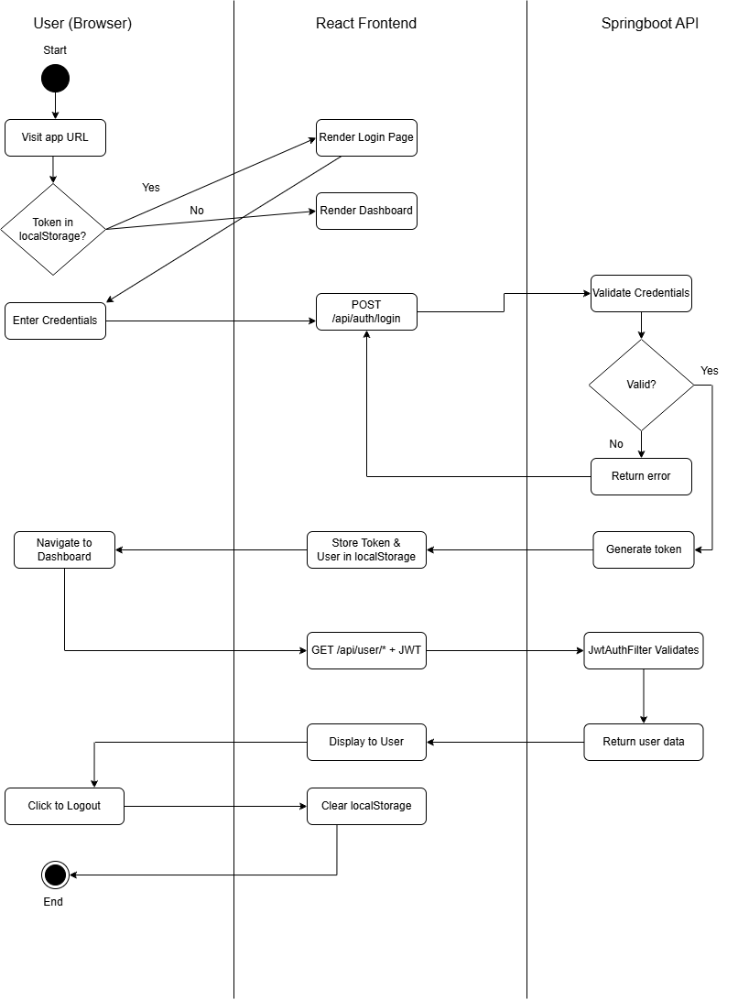 User (Browser)
React Frontend
Springboot API
Start
Visit app URL
Render Login Page
Yes
Token in
localStorage?
No
Render Dashboard
Enter Credentials
POST
/api/auth/login
Validate Credentials
Valid?
Yes
No
Return error
Navigate to
Dashboard
Store Token &
User in localStorage
Generate token
GET /api/user/* + JWT
JwtAuthFilter Validates
Display to User
Return user data
Click to Logout
Clear localStorage
End